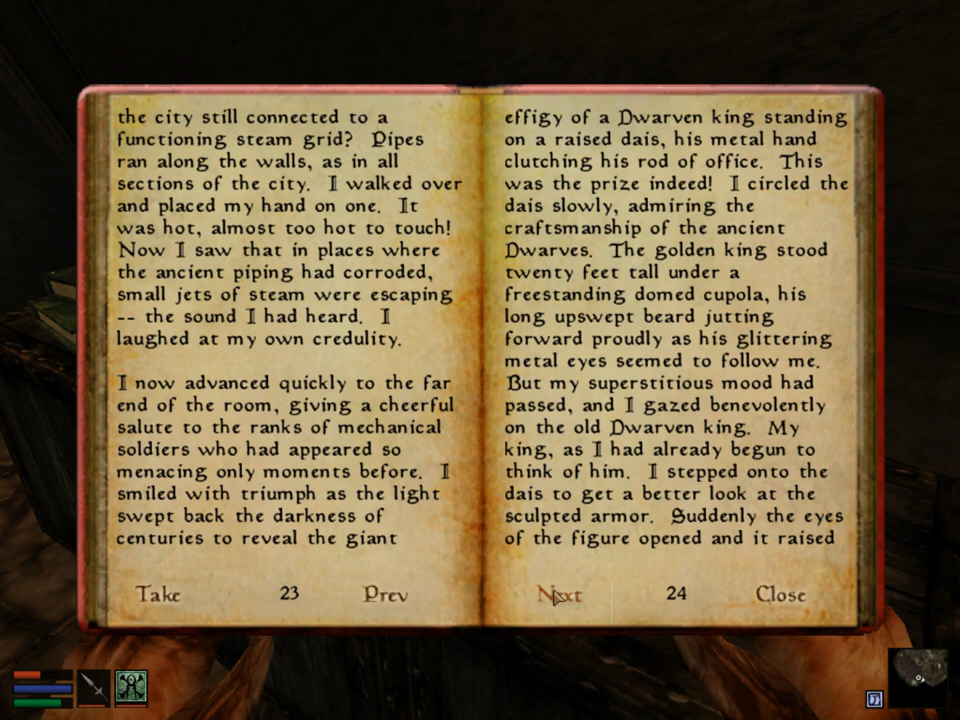 the city still connected to a
functioning steam grid?  Pipes
ran along the walls, as in all
sections of the city.  I walked over
and placed my hand on one.  It
was hot, almost too hot to touch!
Now I saw that in places where
the ancient piping had corroded,
small jets of steam were escaping
-- the sound I had heard.  I
laughed at my own credulity.
I now advanced quickly to the far
end of the room, giving a cheerful
salute to the ranks of mechanical
soldiers who had appeared so
menacing only moments before.  I
smiled with triumph as the light
swept back the darkness of
centuries to reveal the giant
Take 23 Prev
effigy of a Dwarven king standing
on a raised dais, his metal hand
clutching his rod of office.  This
was the prize indeed!  I circled the
dais slowly, admiring the
craftsmanship of the ancient
Dwarves.  The golden king stood
twenty feet tall under a
freestanding domed cupola, his
long upswept beard jutting
forward proudly as his glittering
metal eyes seemed to follow me.
But my superstitious mood had
passed, and I gazed benevolently
on the old Dwarven king.  My
king, as I had already begun to
think of him.  I stepped onto the
dais to get a better look at the
sculpted armor.  Suddenly the eyes
of the figure opened and it raised
Next 24 Close